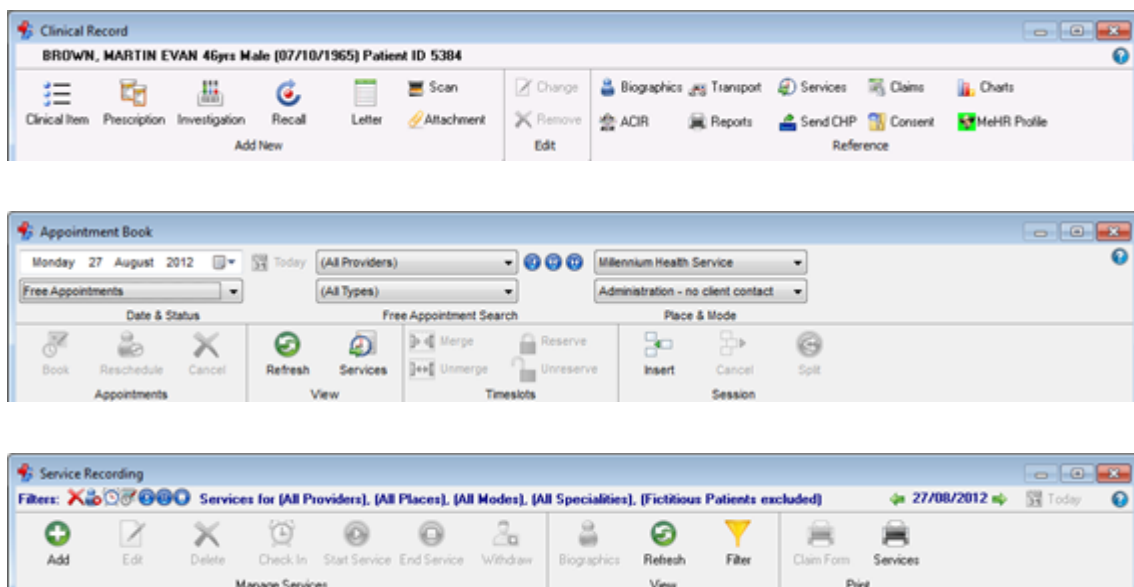 Clinical Record
BROWN, MARTIN EVAN 46yrs Male (07/10/1965) Patient ID 5384
Scan Change Biographics Transport Services Claims Charts
Clinical Item Prescription Investigation Recall Letter Attachment Remove ACIR Reports Send CHP Consent MeHR Profile
Add New Edit Reference
Appointment Book
Monday 27 August 2012 Today (All Providers) Millennium Health Service
Free Appointments (All Types) Administration - no client contact
Date & Status Free Appointment Search Place & Mode
Merge Reserve
Book Reschedule Cancel Refresh Services Unmerge Unreserve Insert Cancel Split
Appointments View Timeslots Session
Service Recording
Filters: Services for (All Providers), (All Places), (All Modes), (All Specialities), (Fictitious Patients excluded) 27/08/2012 Today
Add Edit Delete Check In Start Service End Service Withdraw Biographics Refresh Filter Claim Form Services
Manage Services View Print